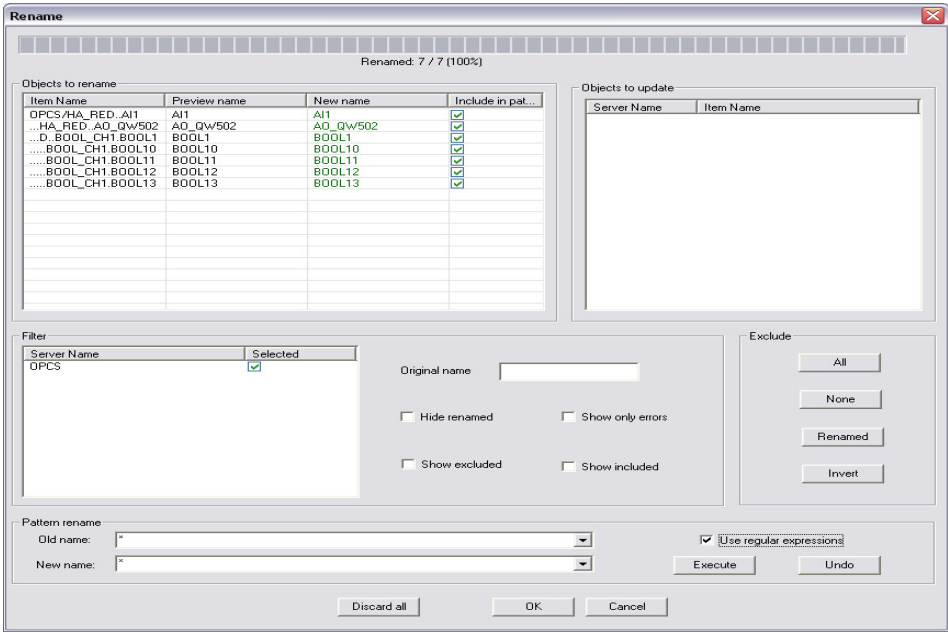 Rename
Renamed: 7 / 7 (100%)
Objects to rename
Item Name Preview name New name Include in pat...
OPCS/HA_RED..AI1 AI1 AI1
...HA_RED..AO_QW502 AO_QW502 AO_QW502
...D..BOOL_CH1.BOOL1 BOOL1 BOOL1
.....BOOL_CH1.BOOL10 BOOL10 BOOL10
.....BOOL_CH1.BOOL11 BOOL11 BOOL11
.....BOOL_CH1.BOOL12 BOOL12 BOOL12
.....BOOL_CH1.BOOL13 BOOL13 BOOL13
Objects to update
Server Name Item Name
Filter
Server Name Selected
OPCS
Original name
Hide renamed Show only errors
Show excluded Show included
Exclude
All
None
Renamed
Invert
Pattern rename
Old name: *
New name: *
Use regular expressions
Execute Undo
Discard all OK Cancel